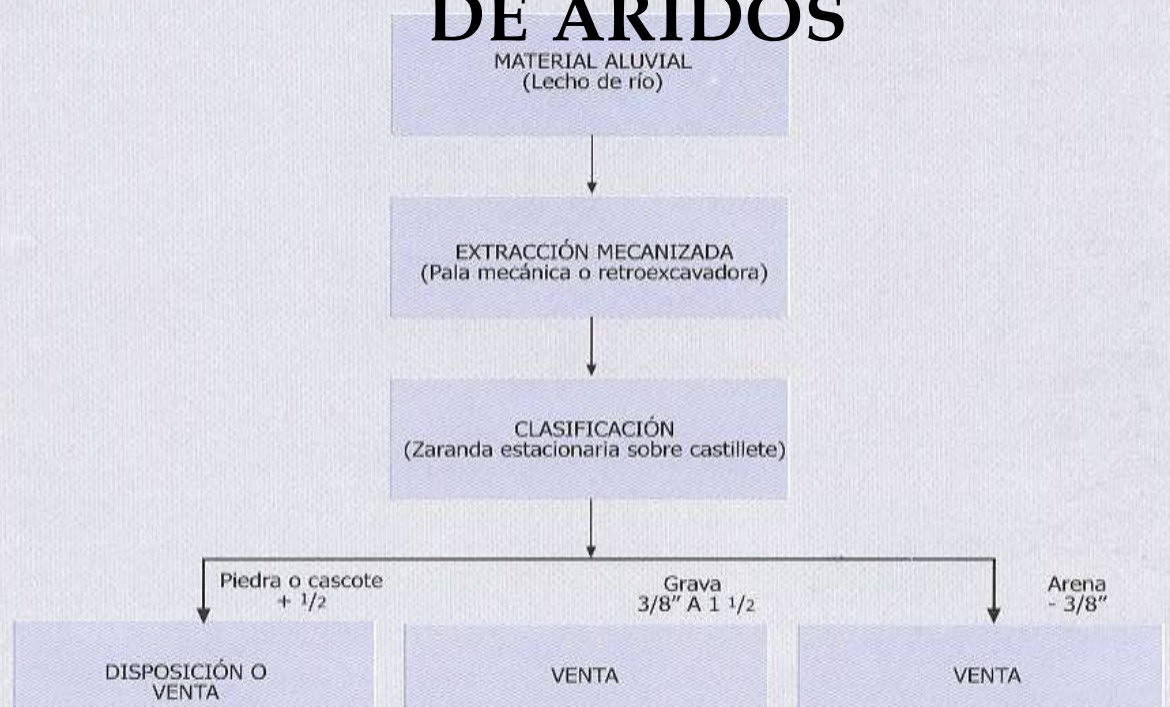 DE ARIDOS
MATERIAL ALUVIAL
(Lecho de río)
EXTRACCIÓN MECANIZADA
(Pala mecánica o retroexcavadora)
CLASIFICACIÓN
(Zaranda estacionaria sobre castillete)
Piedra o cascote
+ 1/2
Grava
3/8” A 1 1/2
Arena
- 3/8”
DISPOSICIÓN O
VENTA
VENTA
VENTA